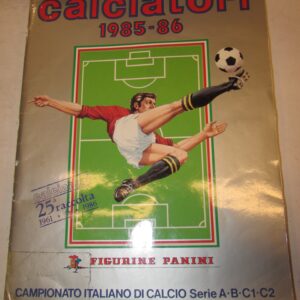 calciatori
1985-86
25ª raccolta
1961 1986
FIGURINE PANINI
CAMPIONATO ITALIANO DI CALCIO Serie A·B·C1·C2